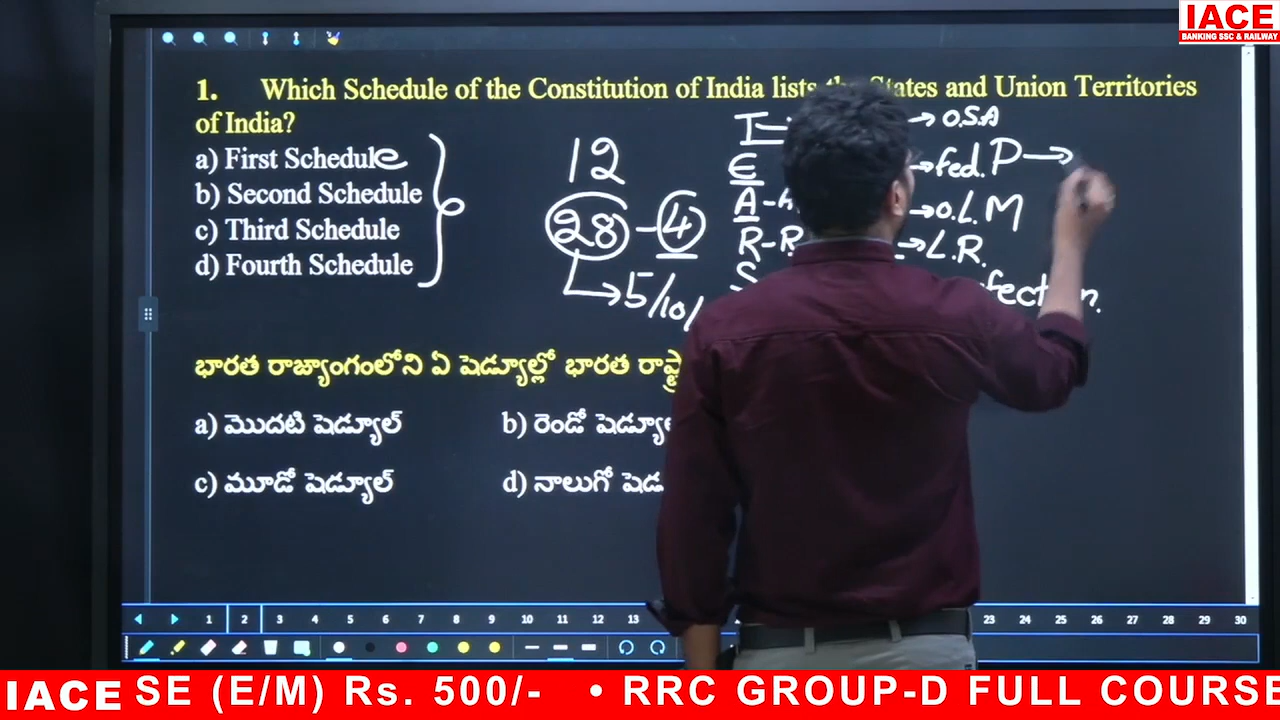 IACE
BANKING SSC & RAILWAY
1. Which Schedule of the Constitution of India lists the States and Union Territories
of India?
a) First Schedule
b) Second Schedule
c) Third Schedule
d) Fourth Schedule
12
28 - 4
5/10/
T → O.S.A
E → fed. P →
A - → O.L.M
R - R → L.R.
S
భారత రాజ్యాంగంలోని ఏ షెడ్యూల్లో భారత
a) మొదటి షెడ్యూల్ b) రెండో
c) మూడో షెడ్యూల్ d) నాలుగో
1 2 3 4 5 6 7 8 9 10 11 12 13 23 24 25 26 27 28 29 30
IACE SE (E/M) Rs. 500/- • RRC GROUP-D FULL COURSE